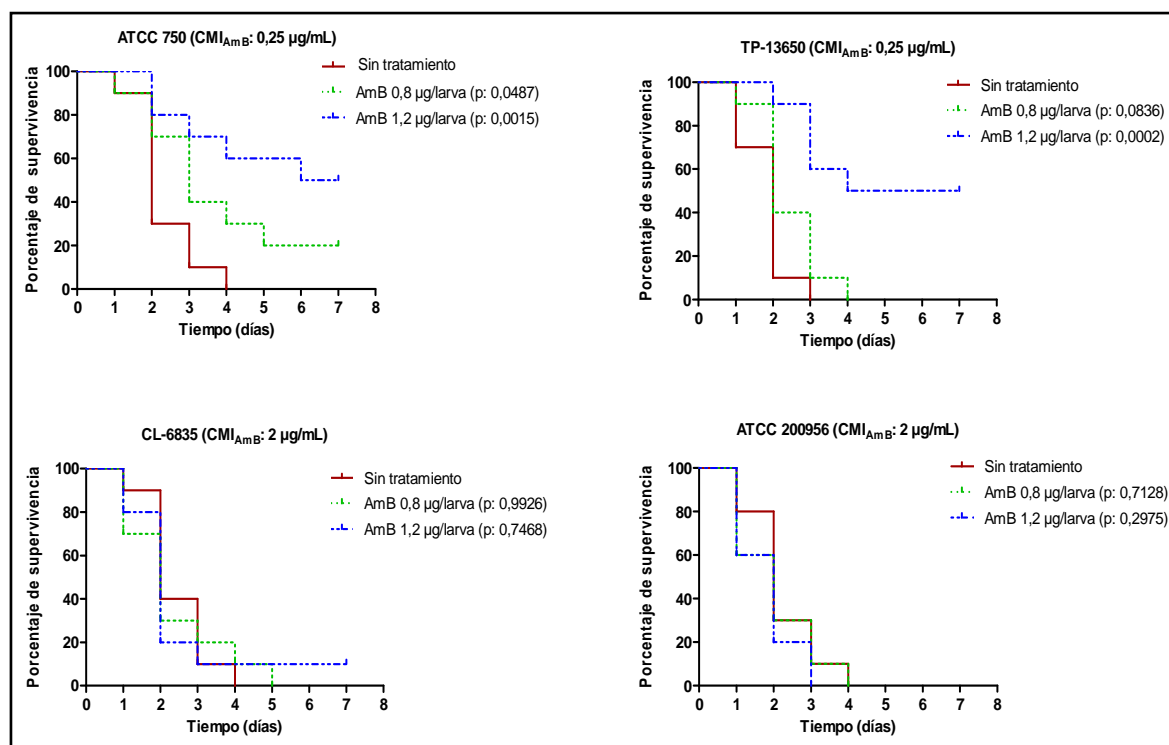 ATCC 750 (CMIAmB: 0,25 µg/mL)
Sin tratamiento
AmB 0,8 µg/larva (p: 0,0487)
AmB 1,2 µg/larva (p: 0,0015)
Porcentaje de supervivencia
100
80
60
40
20
0
0 1 2 3 4 5 6 7 8
Tiempo (días)
TP-13650 (CMIAmB: 0,25 µg/mL)
Sin tratamiento
AmB 0,8 µg/larva (p: 0,0836)
AmB 1,2 µg/larva (p: 0,0002)
Porcentaje de supervivencia
100
80
60
40
20
0
0 1 2 3 4 5 6 7 8
Tiempo (días)
CL-6835 (CMIAmB: 2 µg/mL)
Sin tratamiento
AmB 0,8 µg/larva (p: 0,9926)
AmB 1,2 µg/larva (p: 0,7468)
Porcentaje de supervivencia
100
80
60
40
20
0
0 1 2 3 4 5 6 7 8
Tiempo (días)
ATCC 200956 (CMIAmB: 2 µg/mL)
Sin tratamiento
AmB 0,8 µg/larva (p: 0,7128)
AmB 1,2 µg/larva (p: 0,2975)
Porcentaje de supervivencia
100
80
60
40
20
0
0 1 2 3 4 5 6 7 8
Tiempo (días)